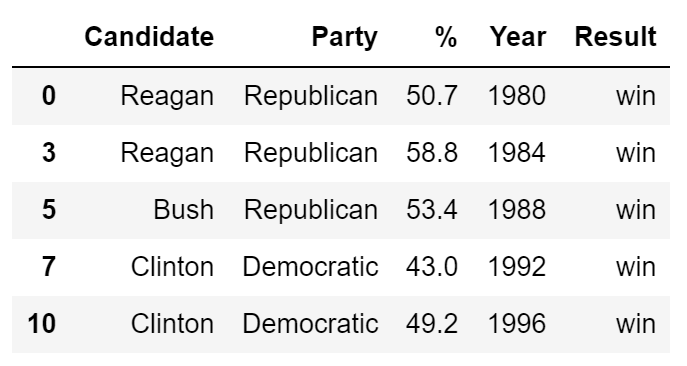 Candidate Party % Year Result
0 Reagan Republican 50.7 1980 win
3 Reagan Republican 58.8 1984 win
5 Bush Republican 53.4 1988 win
7 Clinton Democratic 43.0 1992 win
10 Clinton Democratic 49.2 1996 win